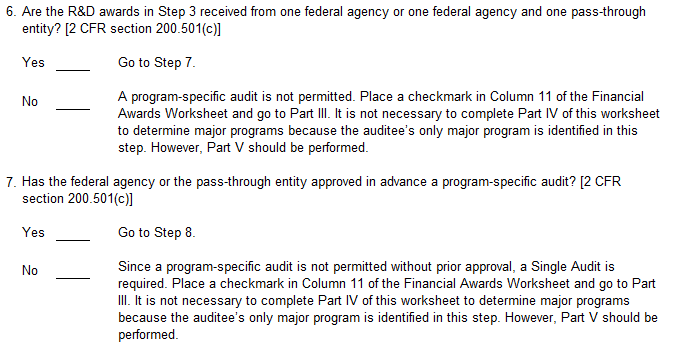 6. Are the R&D awards in Step 3 received from one federal agency or one federal agency and one pass-through
entity? [2 CFR section 200.501(c)]
Yes ____ Go to Step 7.
No ____ A program-specific audit is not permitted. Place a checkmark in Column 11 of the Financial
Awards Worksheet and go to Part III. It is not necessary to complete Part IV of this worksheet
to determine major programs because the auditee's only major program is identified in this
step. However, Part V should be performed.
7. Has the federal agency or the pass-through entity approved in advance a program-specific audit? [2 CFR
section 200.501(c)]
Yes ____ Go to Step 8.
No ____ Since a program-specific audit is not permitted without prior approval, a Single Audit is
required. Place a checkmark in Column 11 of the Financial Awards Worksheet and go to Part
III. It is not necessary to complete Part IV of this worksheet to determine major programs
because the auditee's only major program is identified in this step. However, Part V should be
performed.